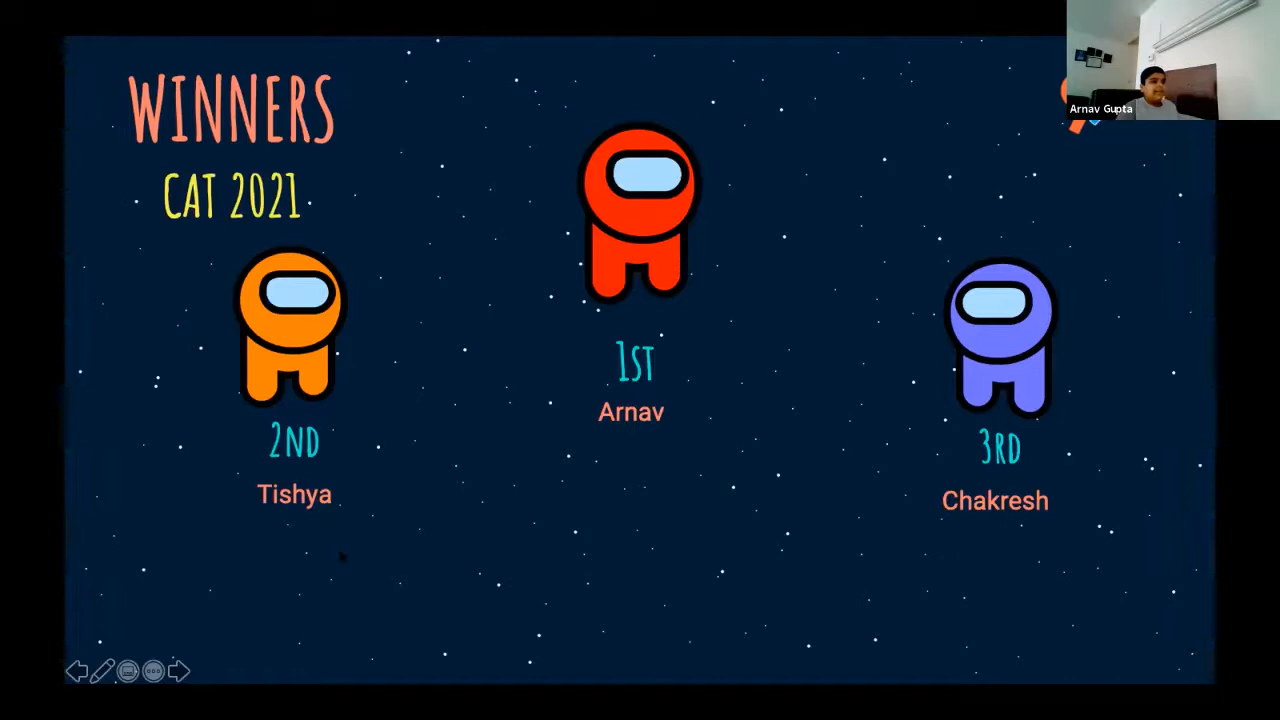 WINNERS
CAT 2021
Arnav Gupta
1ST
Arnav
2ND
Tishya
3RD
Chakresh